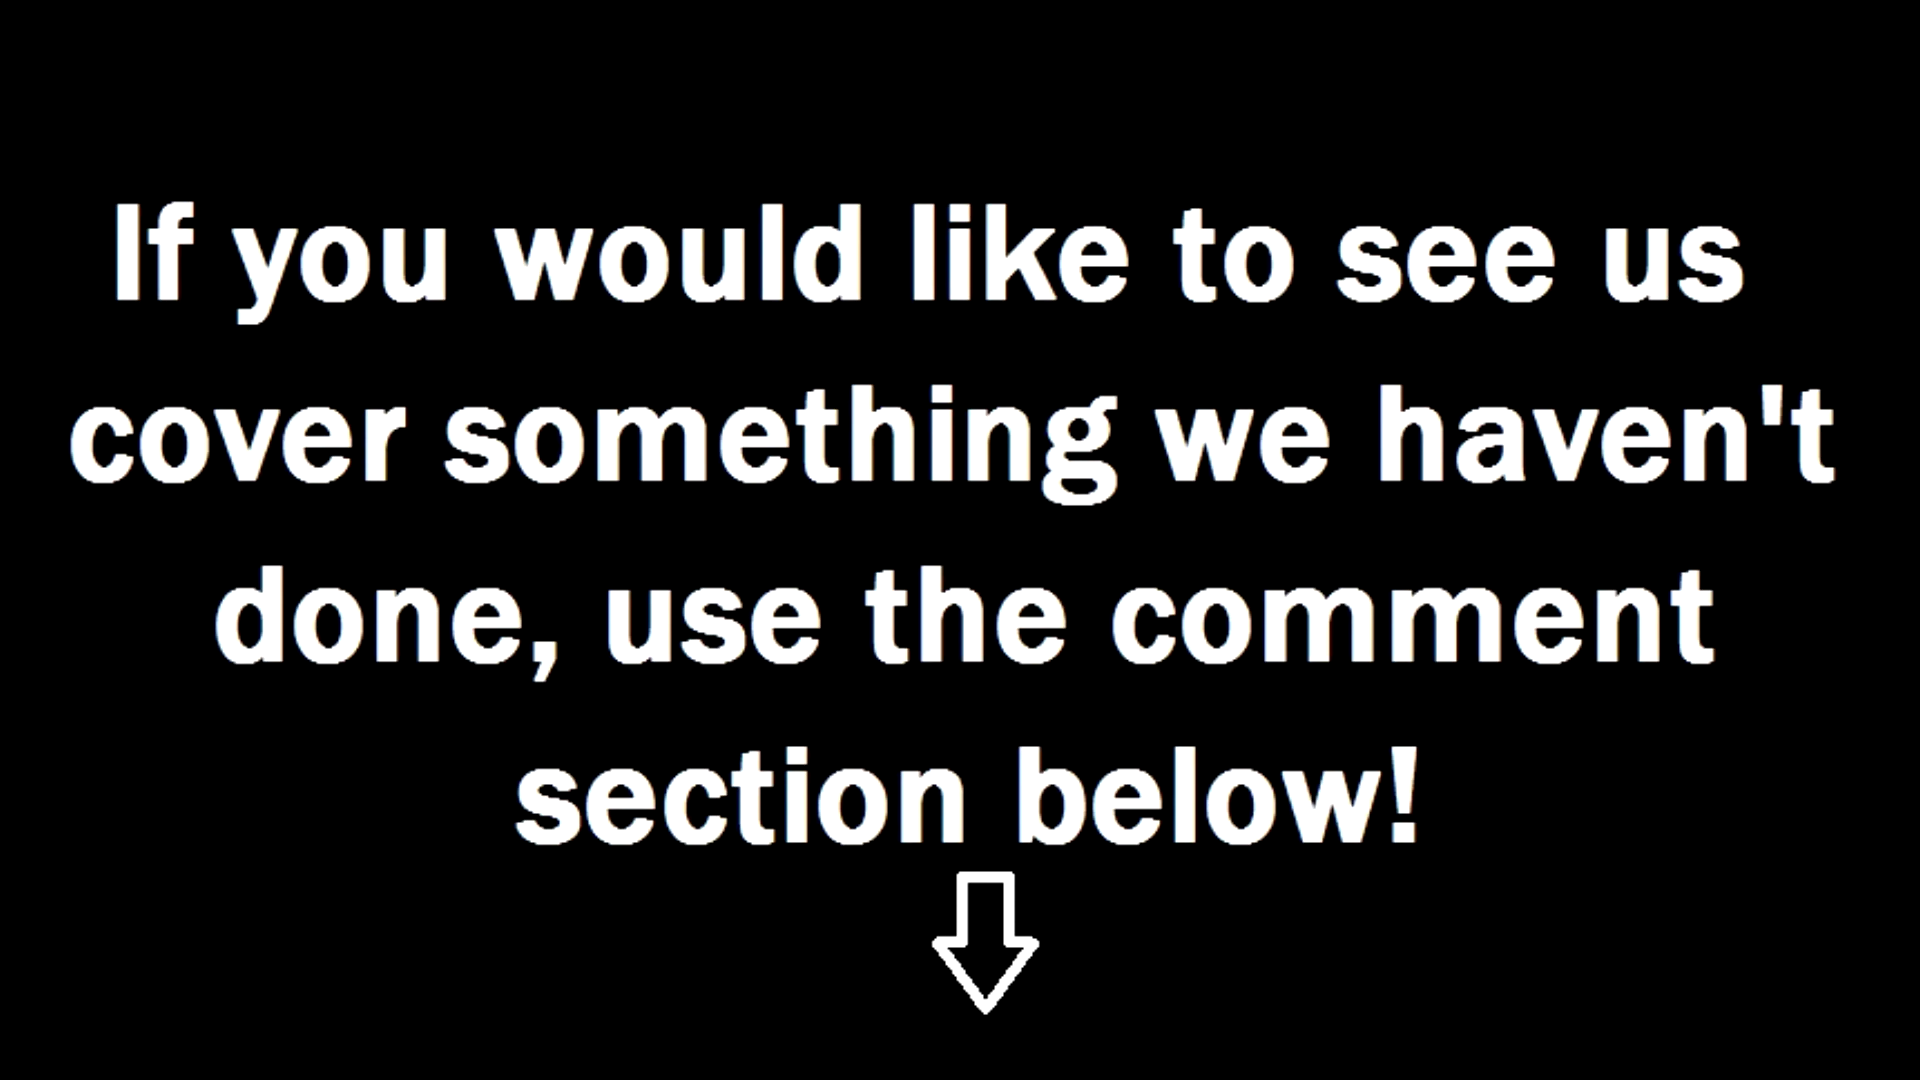 If you would like to see us
cover something we haven't
done, use the comment
section below!